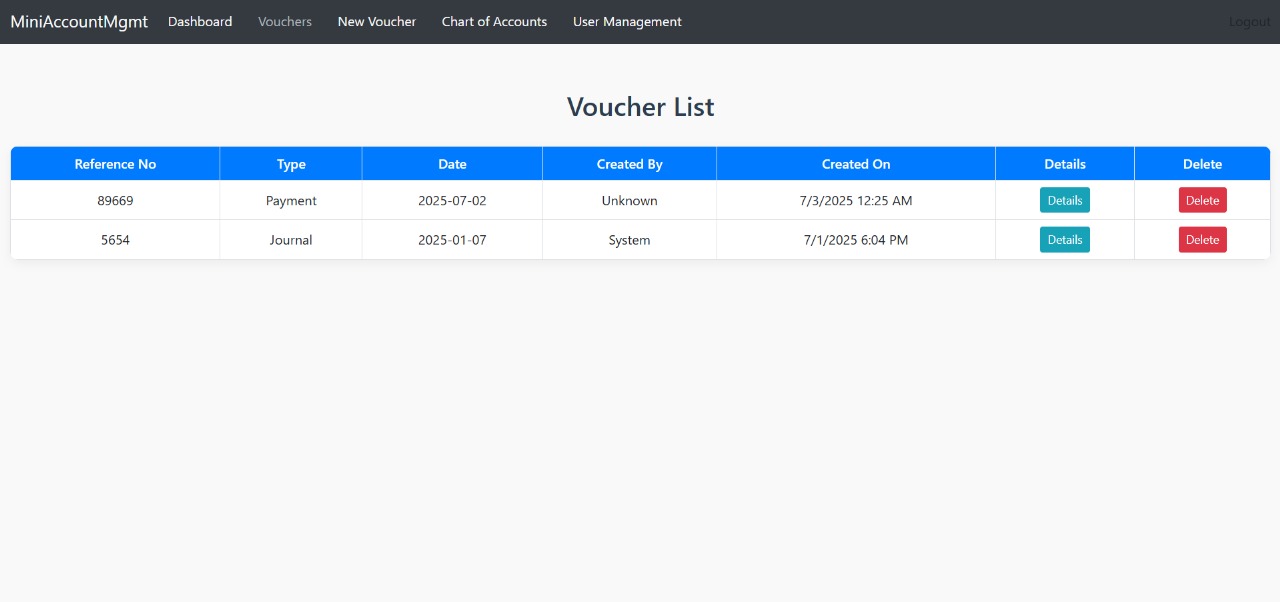 MiniAccountMgmt Dashboard Vouchers New Voucher Chart of Accounts User Management Logout
Voucher List
Reference No Type Date Created By Created On Details Delete
89669 Payment 2025-07-02 Unknown 7/3/2025 12:25 AM Details Delete
5654 Journal 2025-01-07 System 7/1/2025 6:04 PM Details Delete